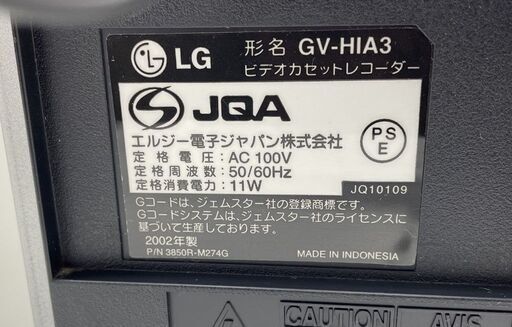 LG 形名 GV-HIA3
ビデオカセットレコーダー
JQA
エルジー電子ジャパン株式会社
定格電圧:AC 100V
定格周波数:50/60Hz
定格消費電力:11W
PS
E
JQ10109
Gコードは、ジェムスター社の登録商標です。
Gコードシステムは、ジェムスター社のライセンスに
基づいて生産しております。
2002年製
P/N 3850R-M274G
MADE IN INDONESIA
CAUTION
AVIS